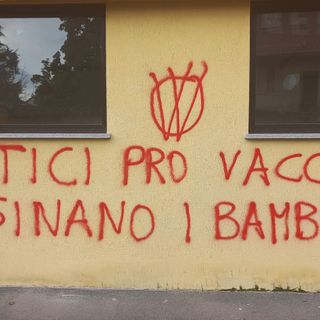 TICI PRO VACC
SINANO I BAMB